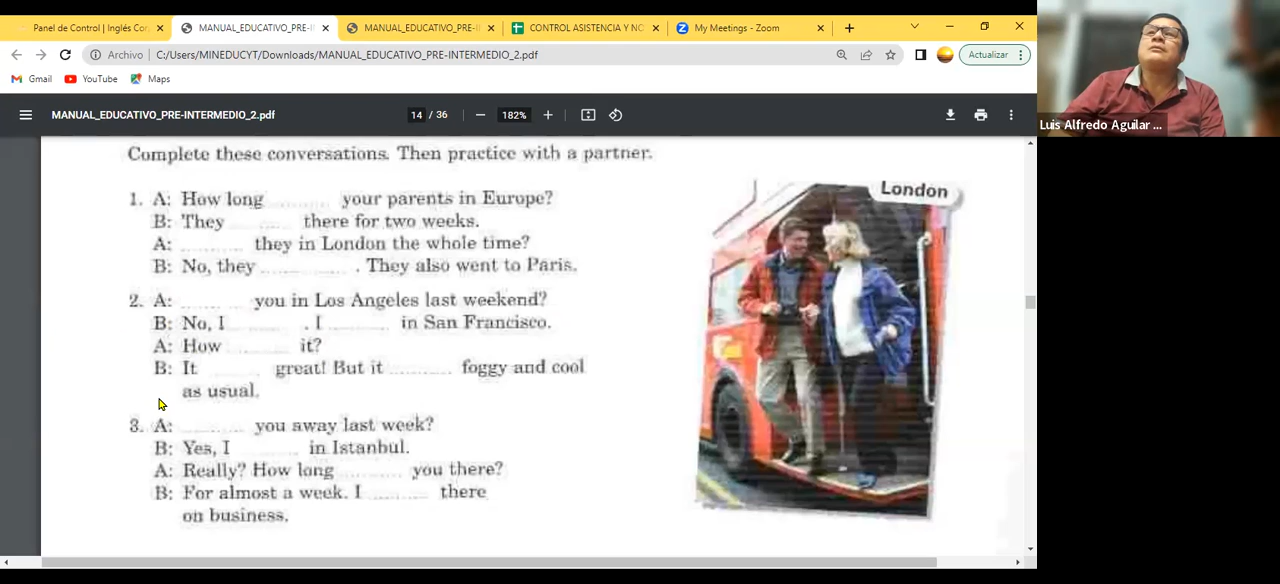 Panel de Control | Inglés Cor
MANUAL_EDUCATIVO_PRE-I
MANUAL_EDUCATIVO_PRE-I
CONTROL ASISTENCIA Y NO
My Meetings - Zoom
Archivo C:/Users/MINEDUCYT/Downloads/MANUAL_EDUCATIVO_PRE-INTERMEDIO_2.pdf
Actualizar
Gmail YouTube Maps
MANUAL_EDUCATIVO_PRE-INTERMEDIO_2.pdf
14 / 36
182%
Luis Alfredo Aguilar ...
Complete these conversations. Then practice with a partner.
1. A: How long ......... your parents in Europe?
B: They ......... there for two weeks.
A: ......... they in London the whole time?
B: No, they ............ . They also went to Paris.
2. A: ......... you in Los Angeles last weekend?
B: No, I ......... . I ......... in San Francisco.
A: How ......... it?
B: It ......... great! But it ......... foggy and cool
as usual.
3. A: ......... you away last week?
B: Yes, I ......... in Istanbul.
A: Really? How long ......... you there?
B: For almost a week. I ......... there
on business.
London